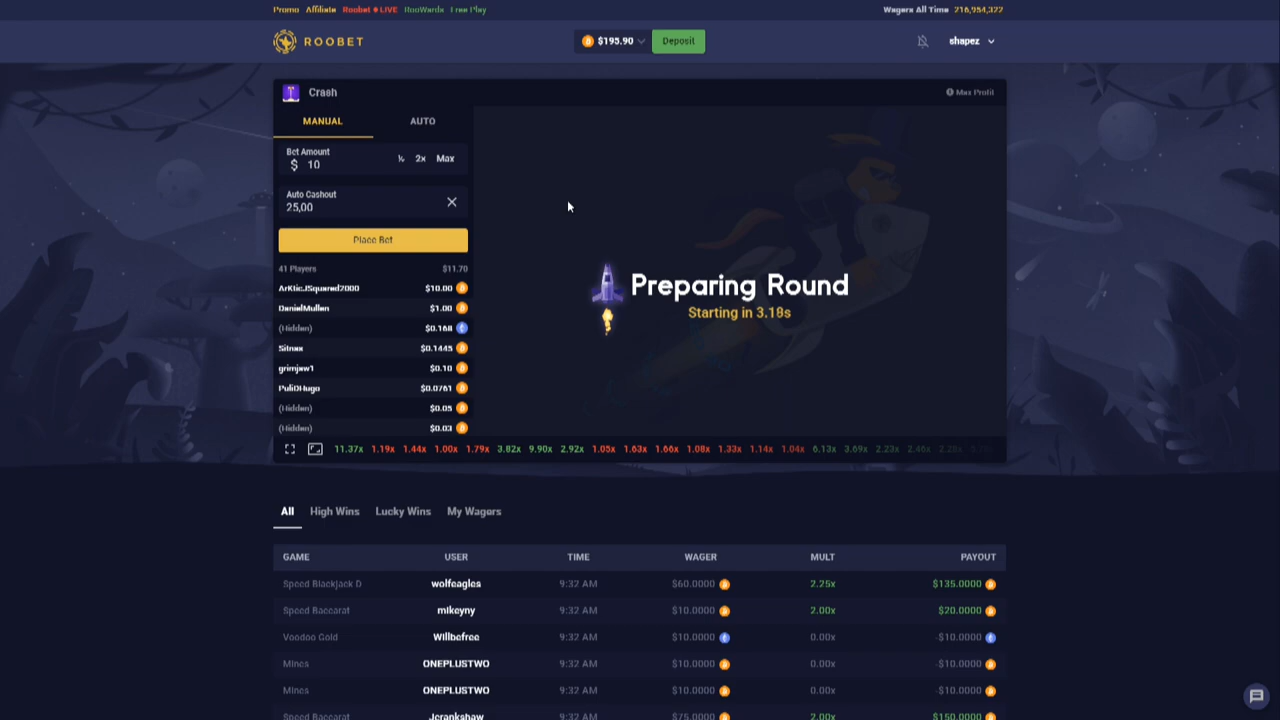 Promo Affiliate Roobet LIVE RooWards Free Play Wagers All Time 216,954,322
ROOBET $195.90 Deposit shapez
Crash Max Profit
MANUAL AUTO
Bet Amount
$ 10 ½ 2x Max
Auto Cashout
25,00
Place Bet
41 Players $11.70
ArKticJSquared7000 $10.00
DanielMullen $1.00
(Hidden) $0.168
Sitnax $0.1445
grimjaw1 $0.10
$0.0761
(Hidden) $0.05
(Hidden) $0.03
Preparing Round
Starting in 3.18s
11.37x 1.19x 1.44x 1.00x 1.79x 3.82x 9.90x 2.92x 1.05x 1.63x 1.66x 1.08x 1.33x 1.14x 1.04x 6.13x 3.69x 2.23x 2.46x
All High Wins Lucky Wins My Wagers
GAME USER TIME WAGER MULT PAYOUT
Speed Blackjack D wolfeagles 9:32 AM $60.0000 2.25x $135.0000
Speed Baccarat mikeyny 9:32 AM $10.0000 2.00x $20.0000
Voodoo Gold Willbefree 9:32 AM $10.0000 0.00x -$10.0000
Mines ONEPLUSTWO 9:32 AM $10.0000 0.00x -$10.0000
Mines ONEPLUSTWO 9:32 AM $10.0000 0.00x -$10.0000
Speed Baccarat Jcrankshaw 9:32 AM $75.0000 2.00x $150.0000